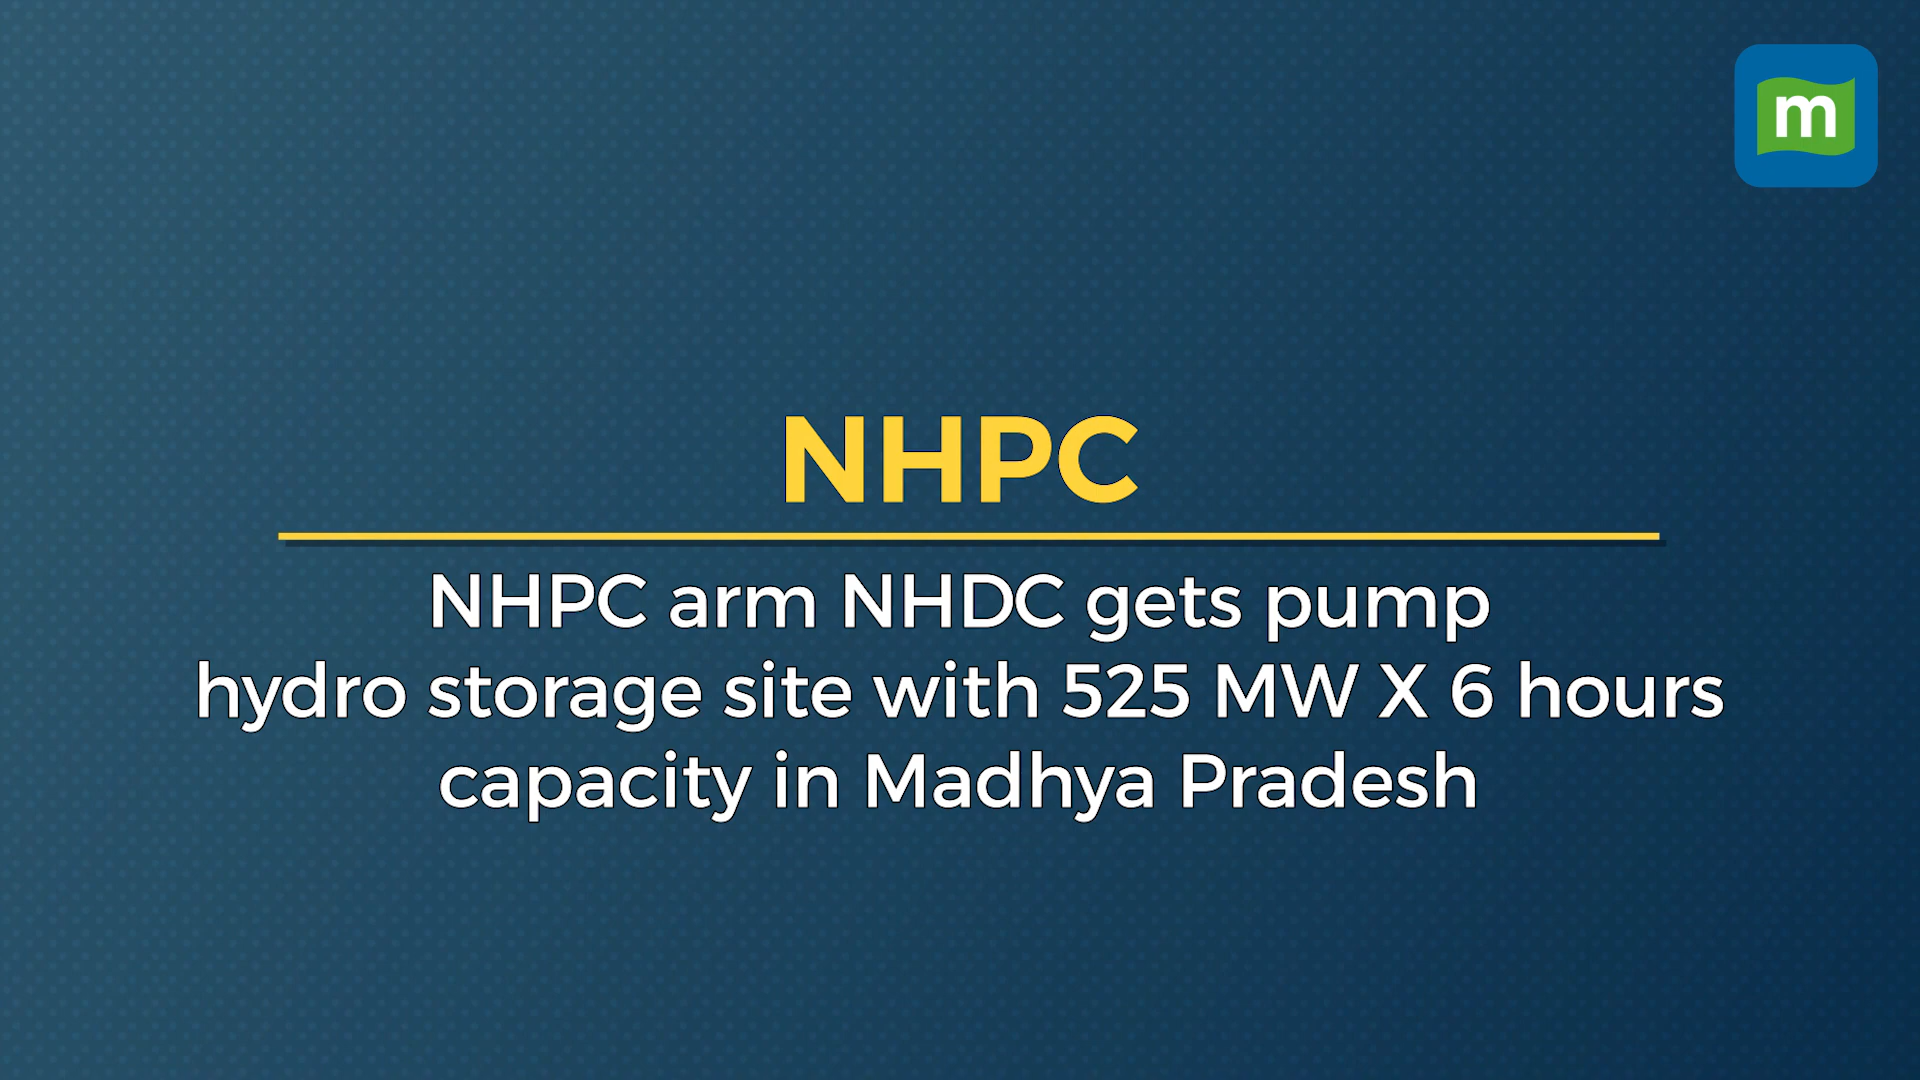 m
NHPC
NHPC arm NHDC gets pump
hydro storage site with 525 MW X 6 hours
capacity in Madhya Pradesh